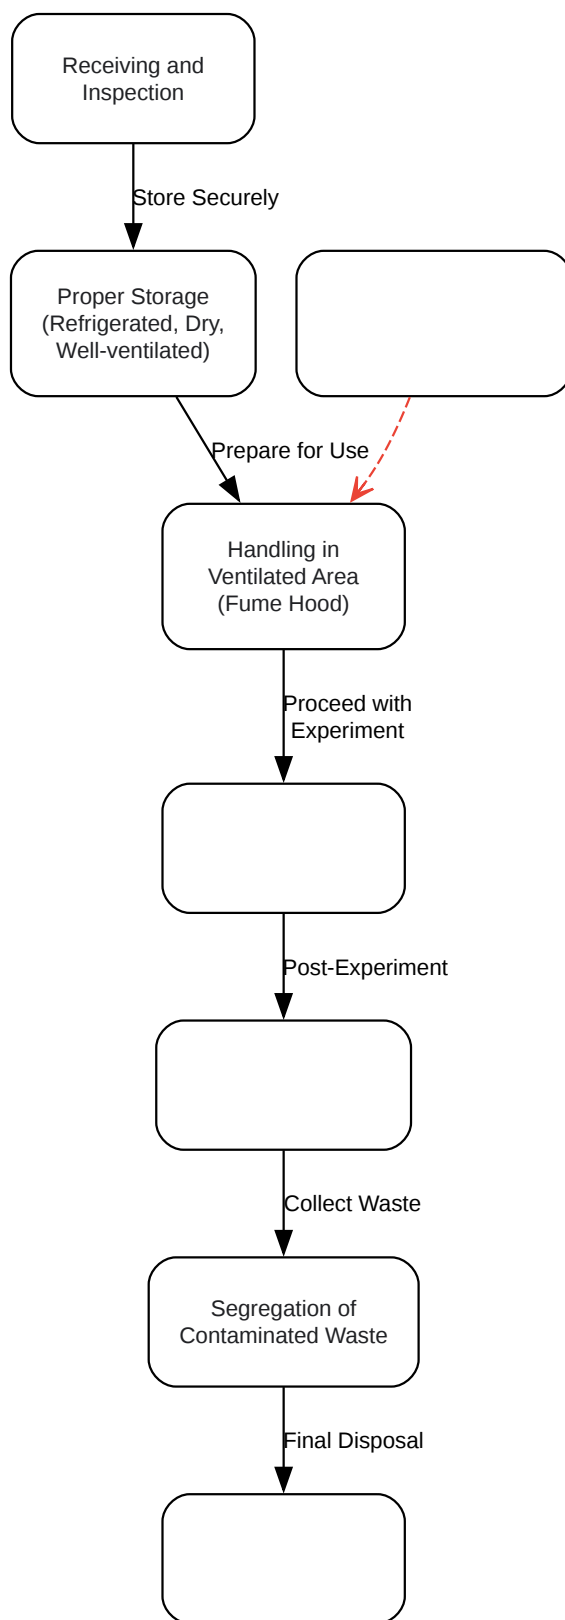 Receiving and
Inspection
Store Securely
Proper Storage
(Refrigerated, Dry,
Well-ventilated)
Prepare for Use
Handling in
Ventilated Area
(Fume Hood)
Proceed with
Experiment
Post-Experiment
Collect Waste
Segregation of
Contaminated Waste
Final Disposal